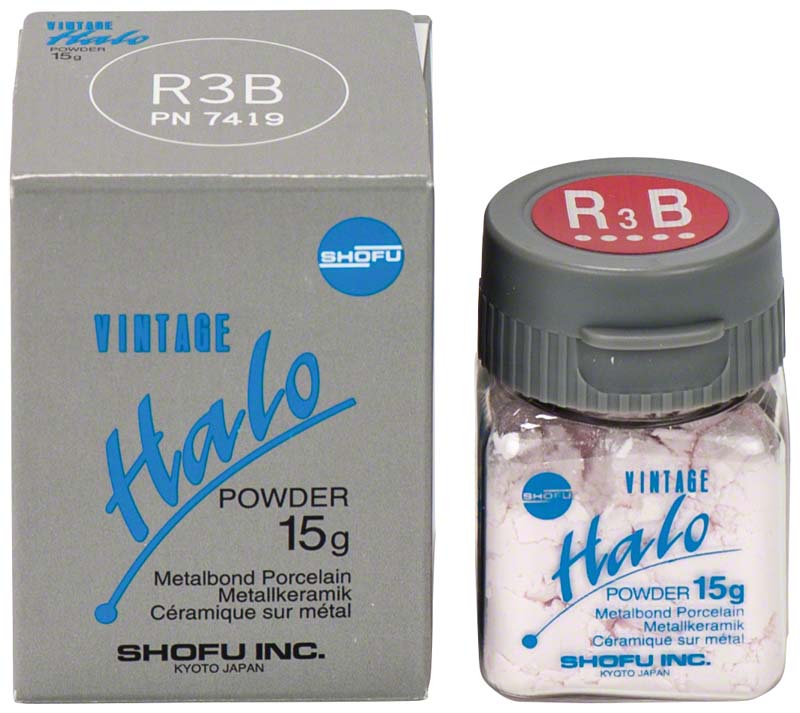 VINTAGE
Halo
POWDER
15g
R3B
PN 7419
SHOFU
VINTAGE
Halo
POWDER
15g
Metalbond Porcelain
Metallkeramik
Céramique sur métal
SHOFU INC.
KYOTO JAPAN
R3B
SHOFU
VINTAGE
Halo
POWDER 15g
Metalbond Porcelain
Metallkeramik
Céramique sur métal
SHOFU INC.
KYOTO JAPAN